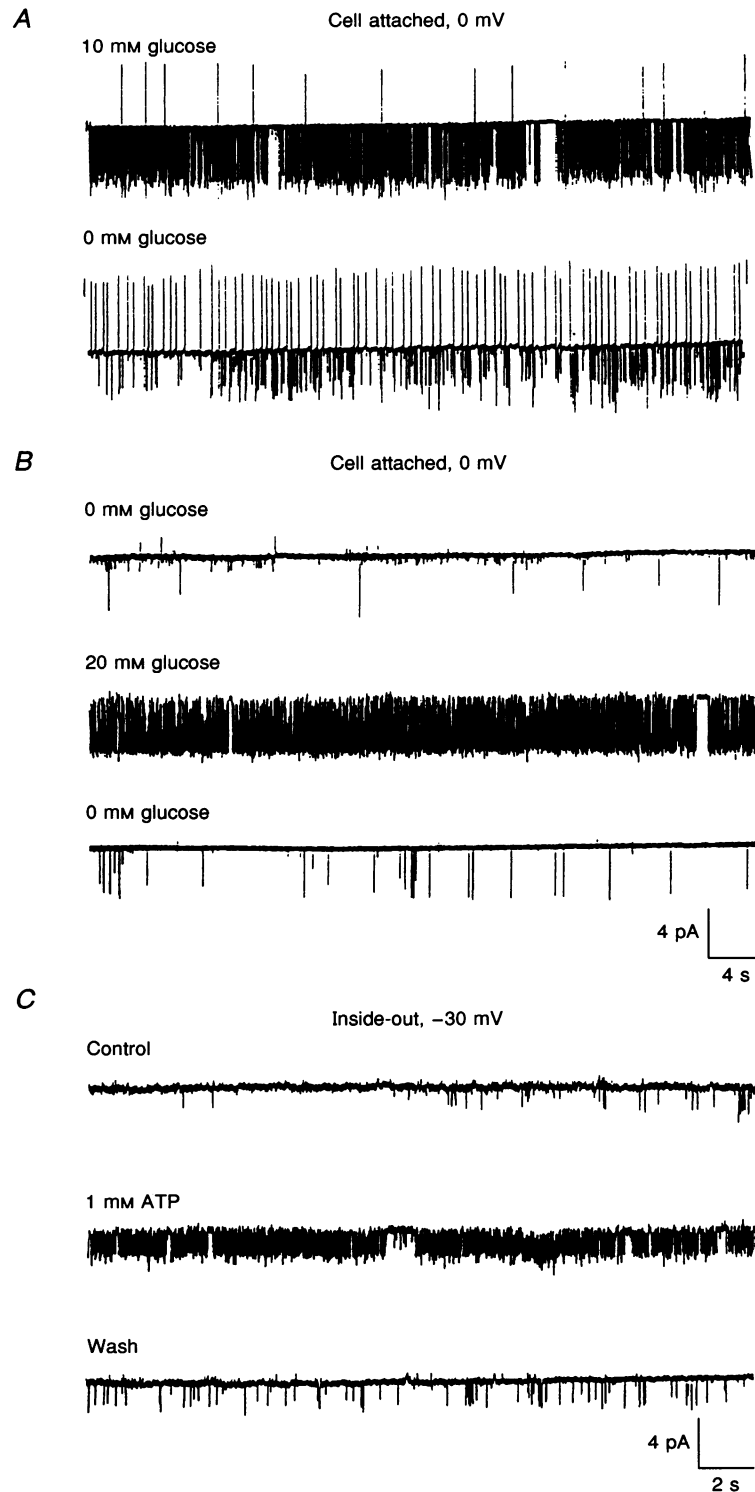 A
Cell attached, 0 mV
10 mM glucose
0 mM glucose
B
Cell attached, 0 mV
0 mM glucose
20 mM glucose
0 mM glucose
4 pA
4 s
C
Inside-out, −30 mV
Control
1 mM ATP
Wash
4 pA
2 s